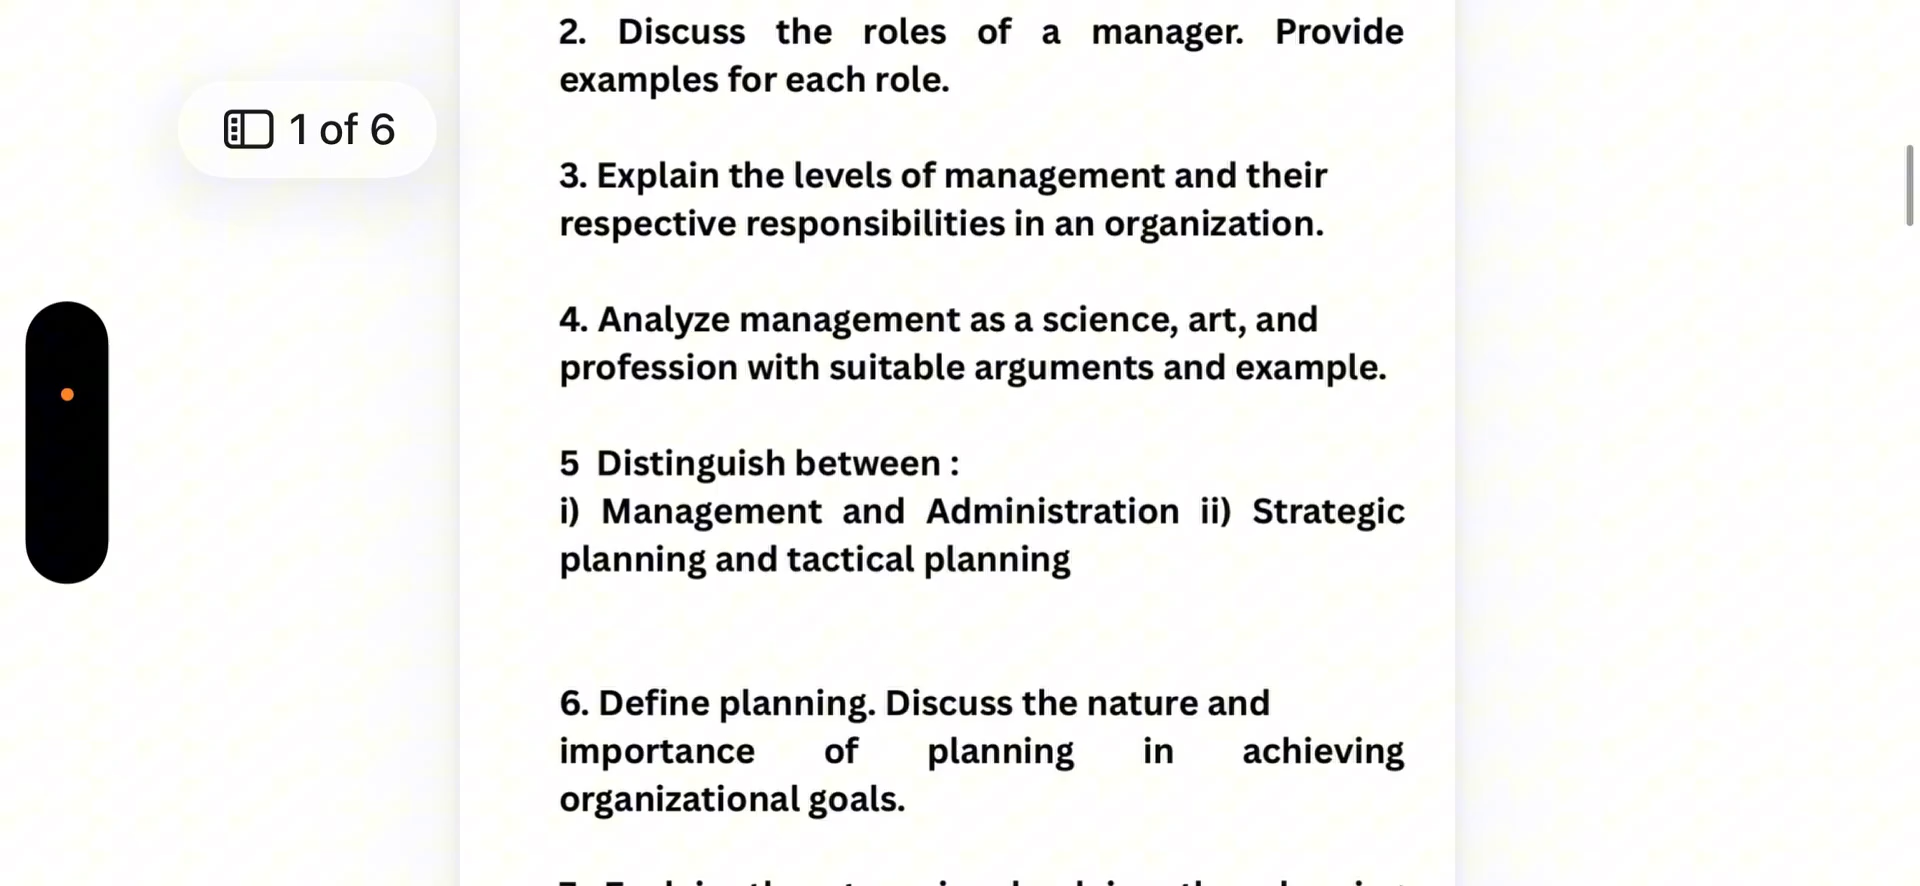 2. Discuss the roles of a manager. Provide
examples for each role.
1 of 6
3. Explain the levels of management and their
respective responsibilities in an organization.
4. Analyze management as a science, art, and
profession with suitable arguments and example.
5 Distinguish between :
i) Management and Administration ii) Strategic
planning and tactical planning
6. Define planning. Discuss the nature and
importance of planning in achieving
organizational goals.